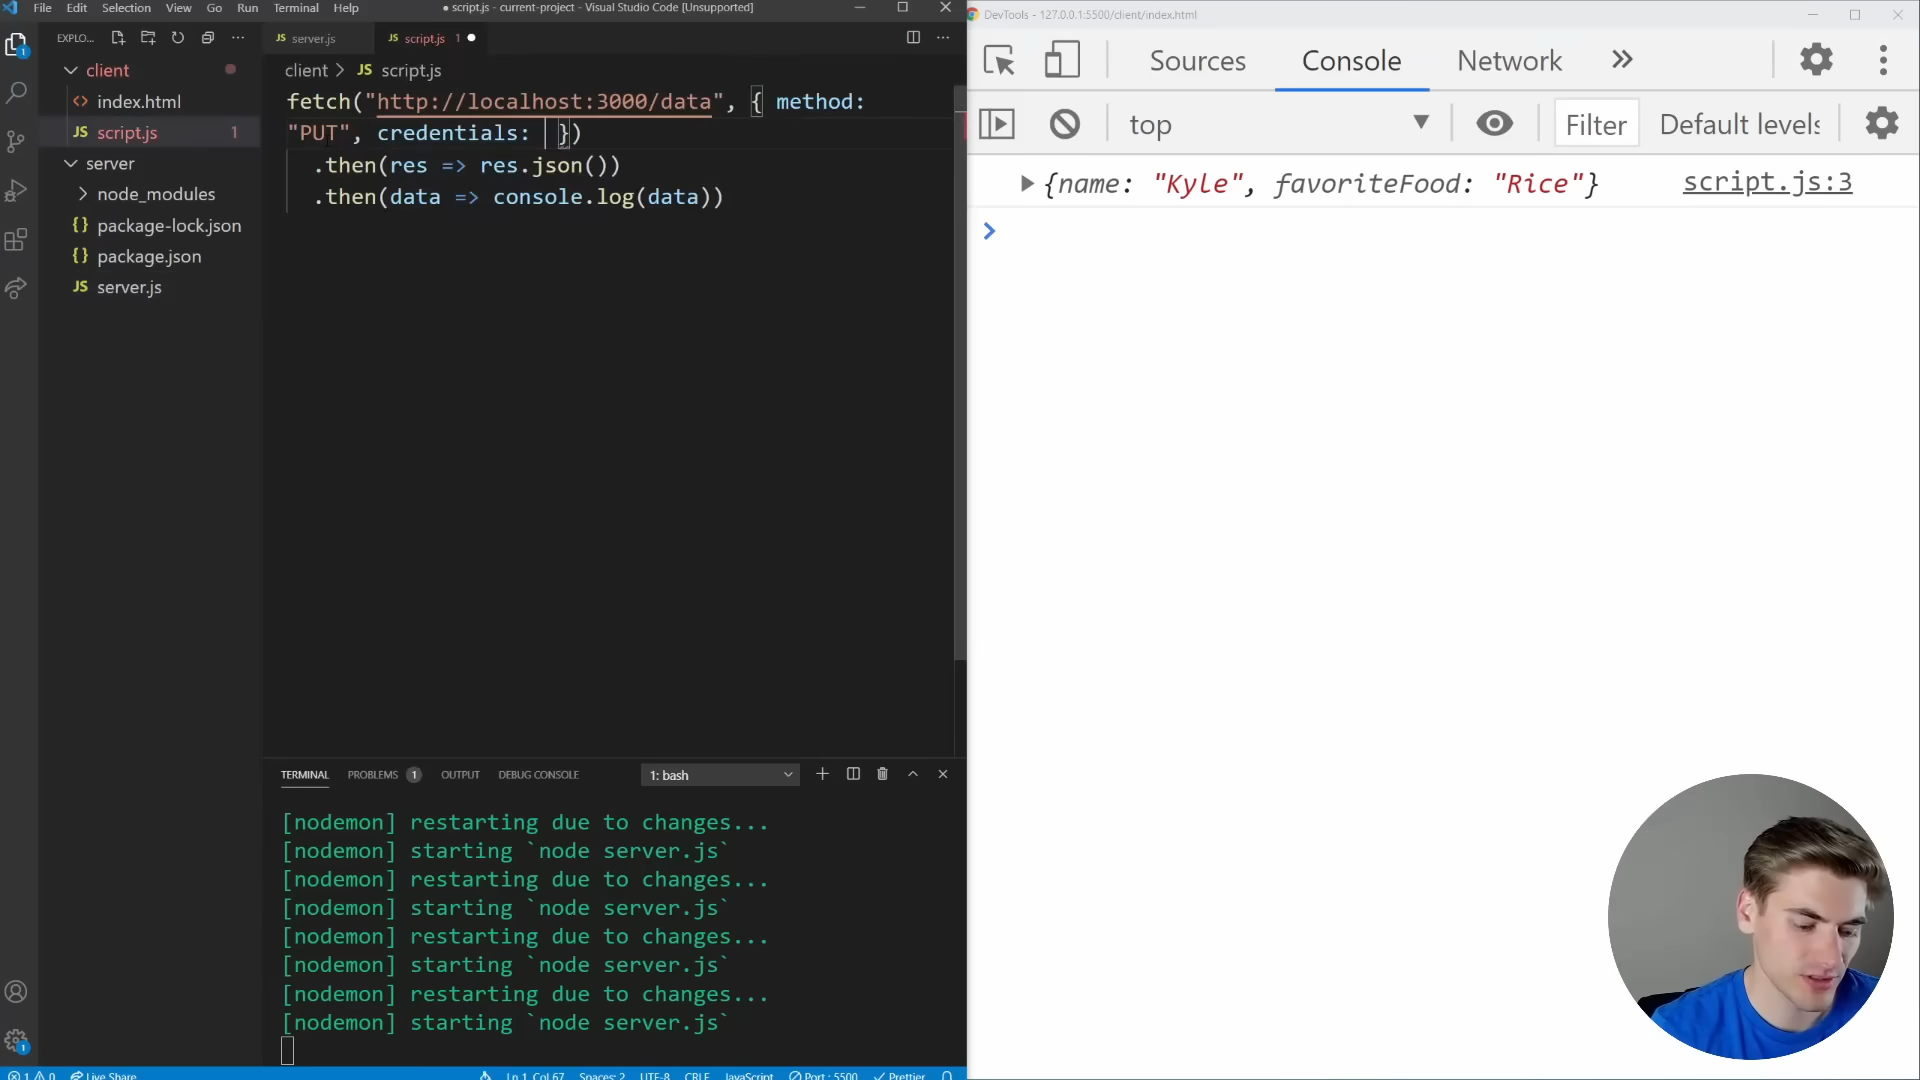 File Edit Selection View Go Run Terminal Help
● script.js - current-project - Visual Studio Code [Unsupported]
EXPLO...
client
index.html
script.js 1
server
node_modules
package-lock.json
package.json
server.js
JS server.js
JS script.js 1
client > JS script.js
fetch("http://localhost:3000/data", { method:
"PUT", credentials: })
.then(res => res.json())
.then(data => console.log(data))
TERMINAL PROBLEMS 1 OUTPUT DEBUG CONSOLE
1: bash
[nodemon] restarting due to changes...
[nodemon] starting `node server.js`
[nodemon] restarting due to changes...
[nodemon] starting `node server.js`
[nodemon] restarting due to changes...
[nodemon] starting `node server.js`
[nodemon] restarting due to changes...
[nodemon] starting `node server.js`
1 0 Live Share Ln 1, Col 67 Spaces: 2 UTF-8 CRLF JavaScript Port : 5500 Prettier
DevTools - 127.0.0.1:5500/client/index.html
Sources Console Network
top Filter Default levels
{name: "Kyle", favoriteFood: "Rice"} script.js:3